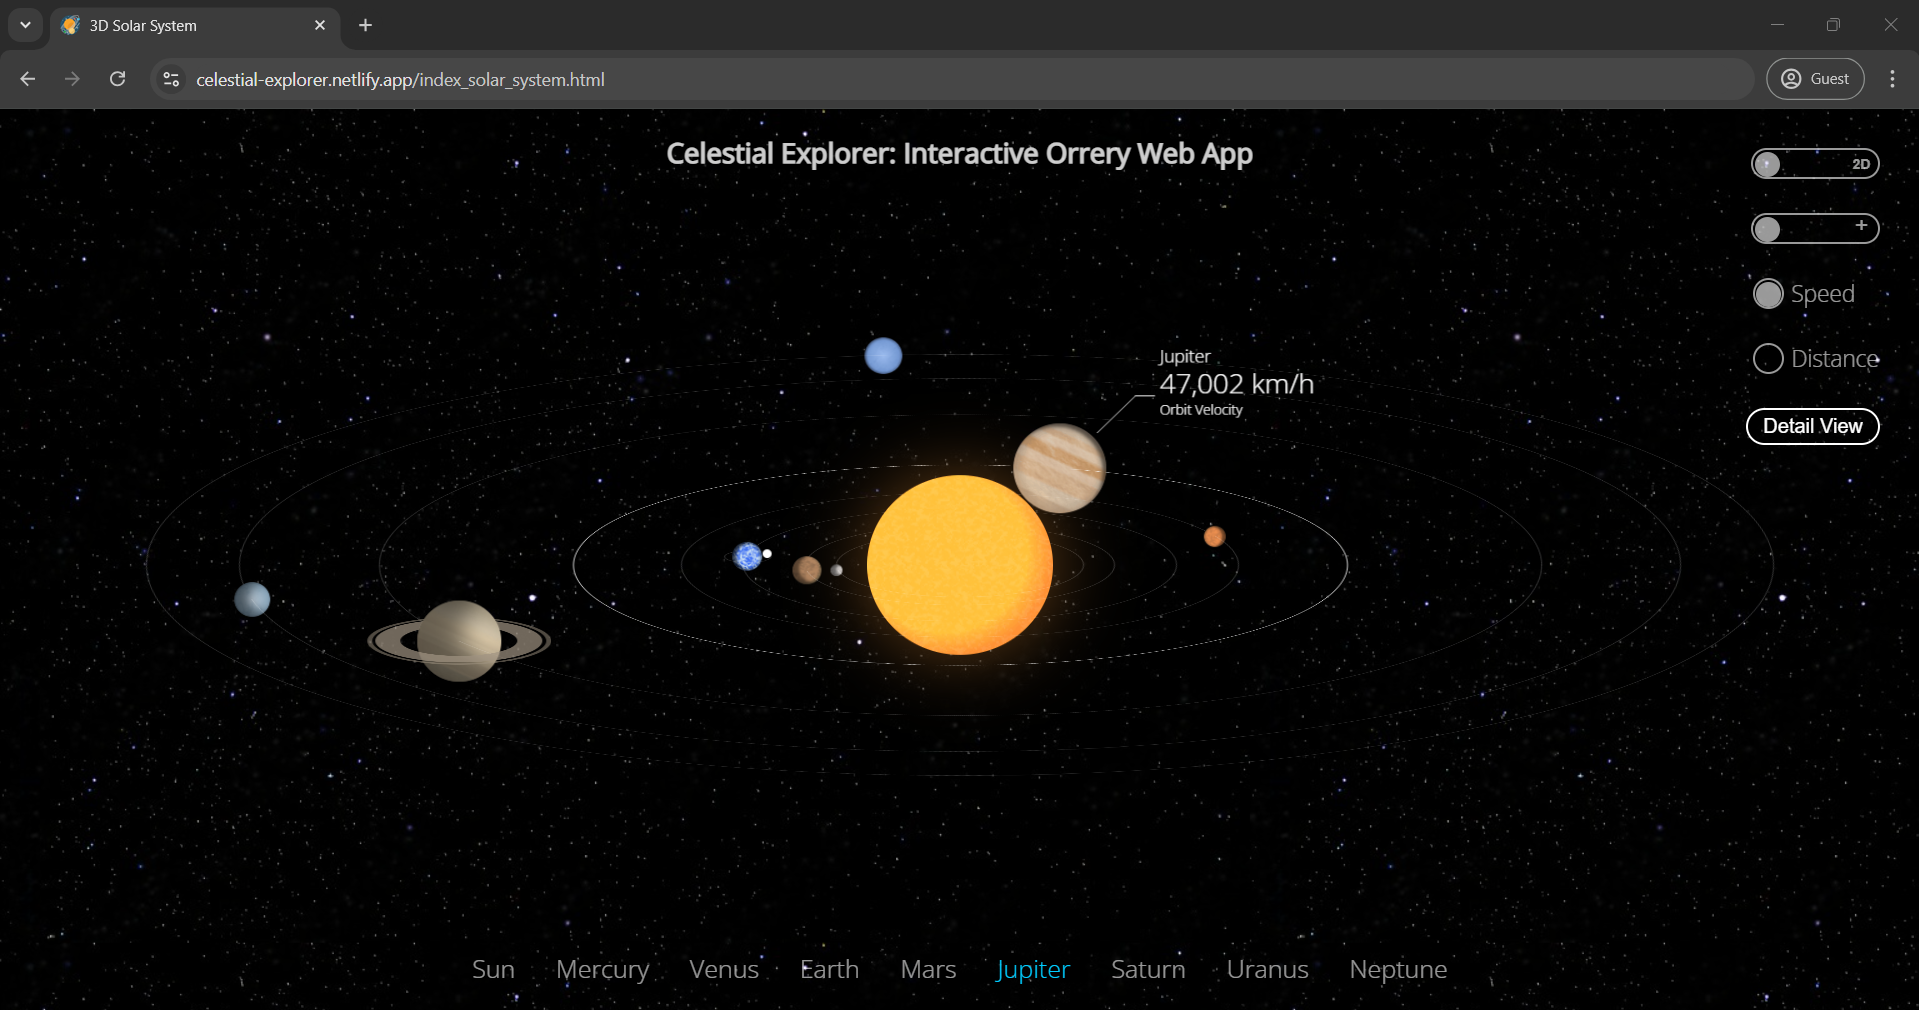 3D Solar System
celestial-explorer.netlify.app/index_solar_system.html
Guest
Celestial Explorer: Interactive Orrery Web App
2D
+
Speed
Distance
Detail View
Jupiter
47,002 km/h
Orbit Velocity
Sun Mercury Venus Earth Mars Jupiter Saturn Uranus Neptune